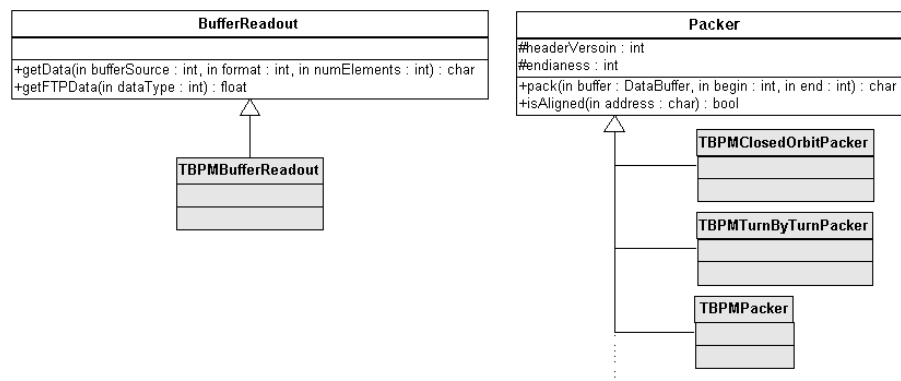 BufferReadout
+getData(in bufferSource : int, in format : int, in numElements : int) : char
+getFTPData(in dataType : int) : float
TBPMBufferReadout
Packer
#headerVersoin : int
#endianess : int
+pack(in buffer : DataBuffer, in begin : int, in end : int) : char
+isAligned(in address : char) : bool
TBPMClosedOrbitPacker
TBPMTurnByTurnPacker
TBPMPacker